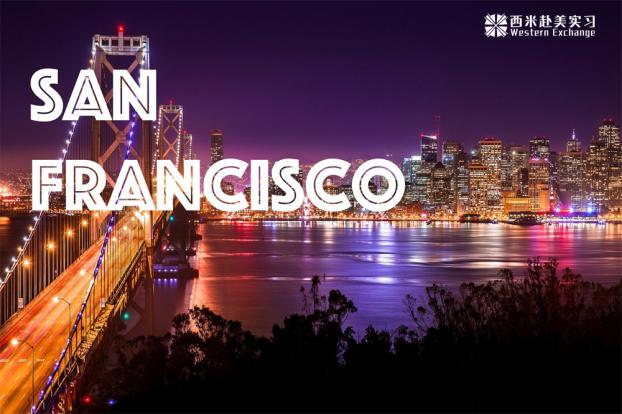 西米赴美实习
Western Exchange
SAN
FRANCISCO